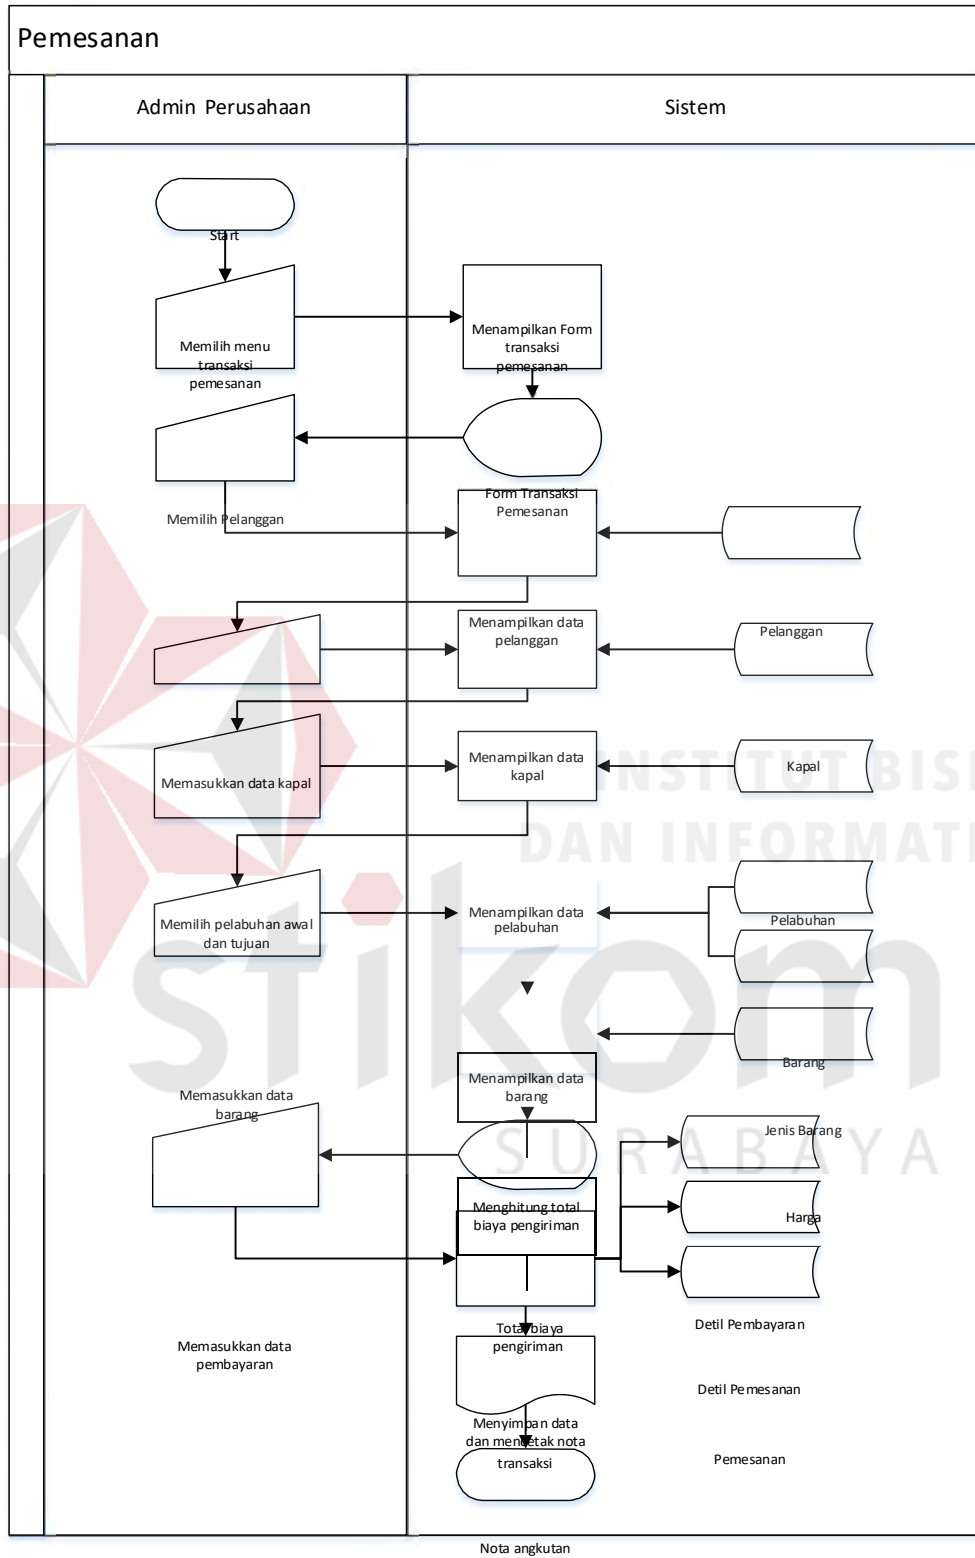 Pemesanan
Admin Perusahaan
Sistem
Start
Memilih menu
transaksi
pemesanan
Menampilkan Form
transaksi
pemesanan
Form Transaksi
Pemesanan
Memilih Pelanggan
Menampilkan data
pelanggan
Pelanggan
Memasukkan data kapal
Menampilkan data
kapal
Kapal
INSTITUT BISI
DAN INFORMATI
Memilih pelabuhan awal
dan tujuan
Menampilkan data
pelabuhan
Pelabuhan
stikom
Barang
Menampilkan data
barang
Memasukkan data
barang
Jenis Barang
SURABAYA
Menghitung total
biaya pengiriman
Harga
Total biaya
pengiriman
Detil Pembayaran
Memasukkan data
pembayaran
Detil Pemesanan
Menyimpan data
dan mencetak nota
transaksi
Pemesanan
Nota angkutan